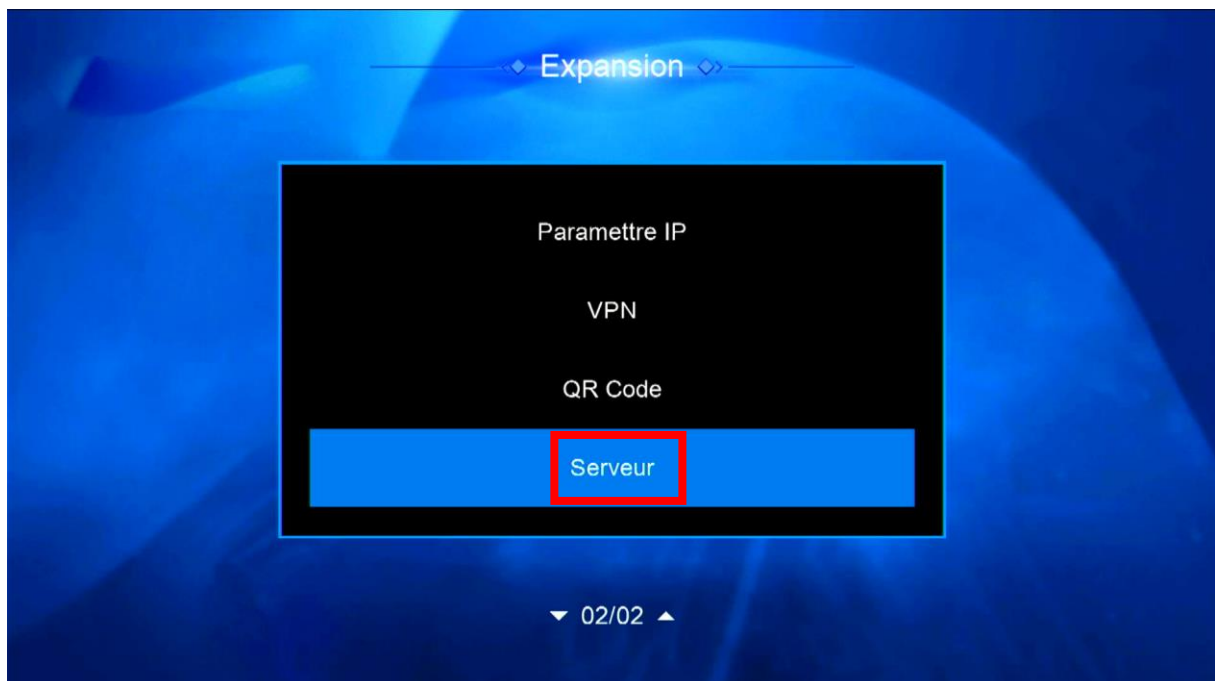 Expansion
Paramettre IP
VPN
QR Code
Serveur
02/02